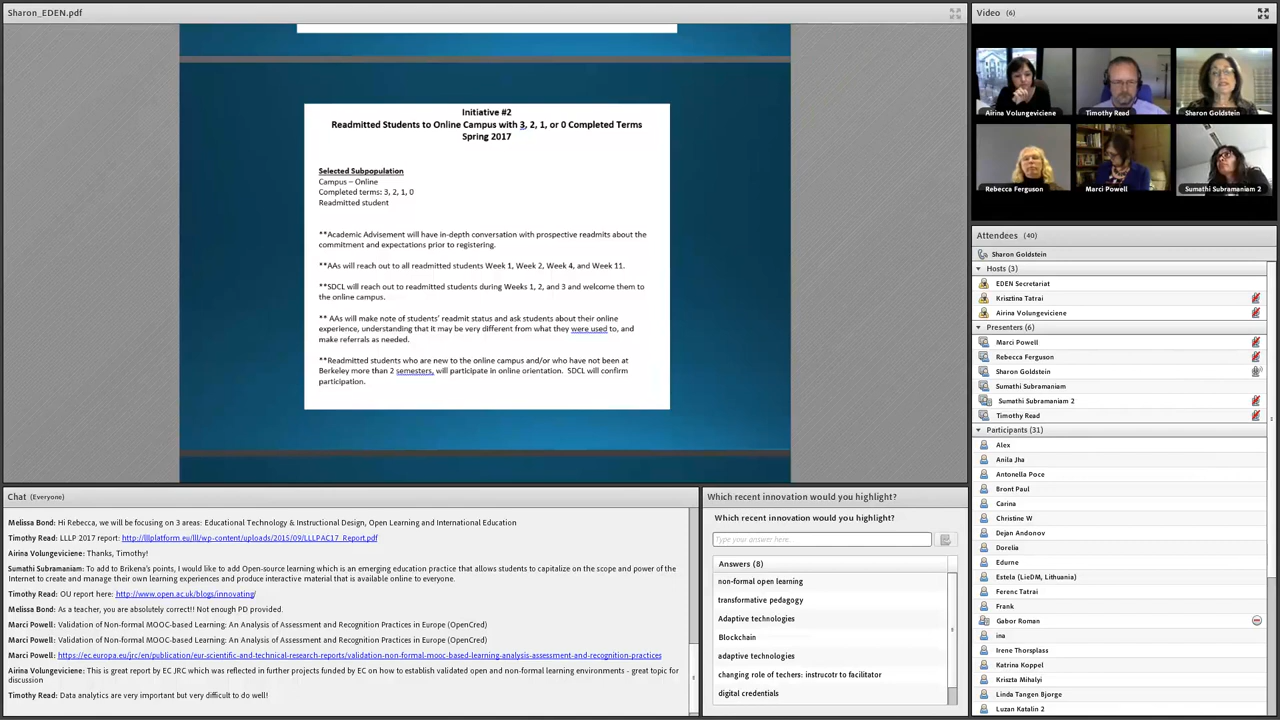 Sharon_EDEN.pdf
Initiative #2
Readmitted Students to Online Campus with 3, 2, 1, or 0 Completed Terms
Spring 2017
Selected Subpopulation
Campus – Online
Completed terms: 3, 2, 1, 0
Readmitted student
**Academic Advisement will have in-depth conversation with prospective readmits about the
commitment and expectations prior to registering.
**AAs will reach out to all readmitted students Week 1, Week 2, Week 4, and Week 11.
**SDCL will reach out to readmitted students during Weeks 1, 2, and 3 and welcome them to
the online campus.
** AAs will make note of students' readmit status and ask students about their online
experience, understanding that it may be very different from what they were used to, and
make referrals as needed.
**Readmitted students who are new to the online campus and/or who have not been at
Berkeley more than 2 semesters, will participate in online orientation.  SDCL will confirm
participation.
Chat (Everyone)
Melissa Bond: Hi Rebecca, we will be focusing on 3 areas: Educational Technology & Instructional Design, Open Learning and International Education
Timothy Read: LLLP 2017 report: http://lllplatform.eu/lll/wp-content/uploads/2015/09/LLLPAC17_Report.pdf
Airina Volungeviciene: Thanks, Timothy!
Sumathi Subramaniam: To add to Brikena's points, I would like to add Open-source learning which is an emerging education practice that allows students to capitalize on the scope and power of the
Internet to create and manage their own learning experiences and produce interactive material that is available online to everyone.
Timothy Read: OU report here: http://www.open.ac.uk/blogs/innovating/
Melissa Bond: As a teacher, you are absolutely correct!! Not enough PD provided.
Marci Powell: Validation of Non-formal MOOC-based Learning: An Analysis of Assessment and Recognition Practices in Europe (OpenCred)
Marci Powell: Validation of Non-formal MOOC-based Learning: An Analysis of Assessment and Recognition Practices in Europe (OpenCred)
Marci Powell: https://ec.europa.eu/jrc/en/publication/eur-scientific-and-technical-research-reports/validation-non-formal-mooc-based-learning-analysis-assessment-and-recognition-practices
Airina Volungeviciene: This is great report by EC JRC which was reflected in further projects funded by EC on how to establish validated open and non-formal learning environments - great topic for
discussion
Timothy Read: Data analytics are very important but very difficult to do well!
Which recent innovation would you highlight?
Which recent innovation would you highlight?
Type your answer here.
Answers (8)
non-formal open learning
transformative pedagogy
Adaptive technologies
Blockchain
adaptive technologies
changing role of techers: instrucotr to facilitator
digital credentials
Video (6)
Airina Volungeviciene
Timothy Read
Sharon Goldstein
Rebecca Ferguson
Marci Powell
Sumathi Subramaniam 2
Attendees (40)
Sharon Goldstein
Hosts (3)
EDEN Secretariat
Krisztina Tatrai
Airina Volungeviciene
Presenters (6)
Marci Powell
Rebecca Ferguson
Sharon Goldstein
Sumathi Subramaniam
Sumathi Subramaniam 2
Timothy Read
Participants (31)
Alex
Anila Jha
Antonella Poce
Bront Paul
Carina
Christine W
Dejan Andonov
Dorelia
Edurne
Estela (LieDM, Lithuania)
Ferenc Tatrai
Frank
Gabor Roman
ina
Irene Thorsplass
Katrina Koppel
Kriszta Mihalyi
Linda Tangen Bjorge
Luzan Katalin 2